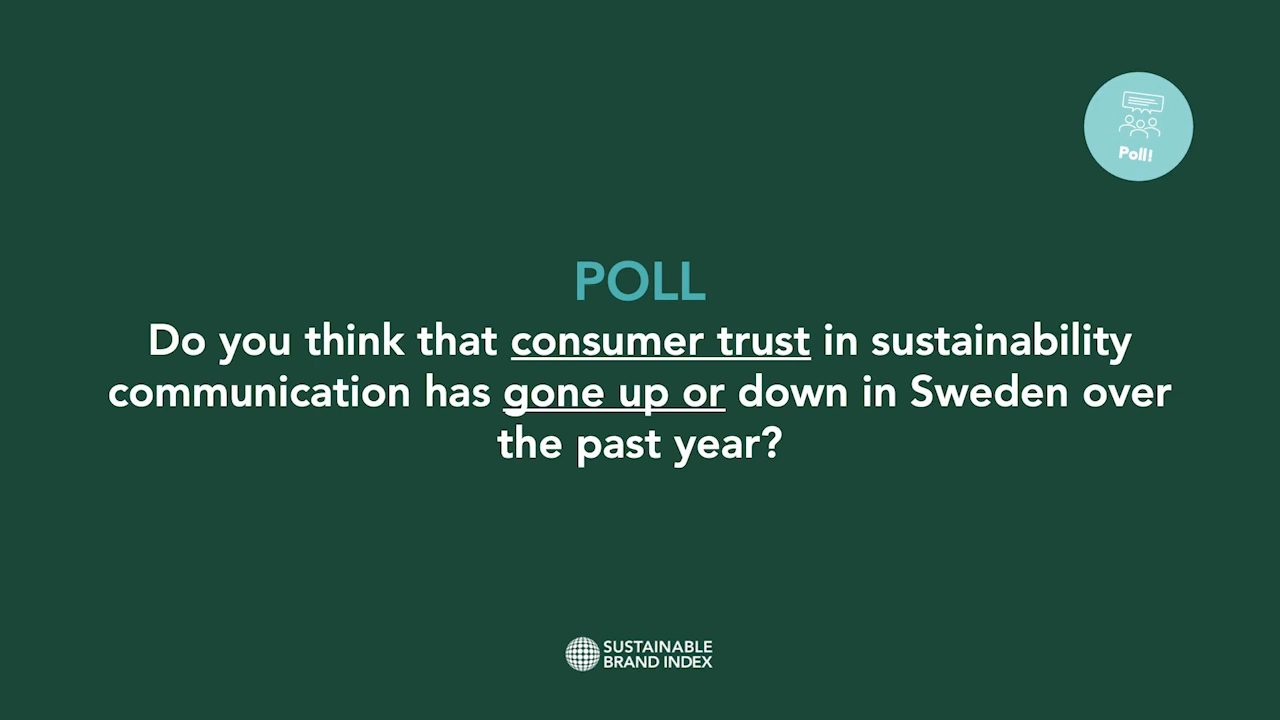 Poll!
POLL
Do you think that consumer trust in sustainability
communication has gone up or down in Sweden over
the past year?
SUSTAINABLE
BRAND INDEX